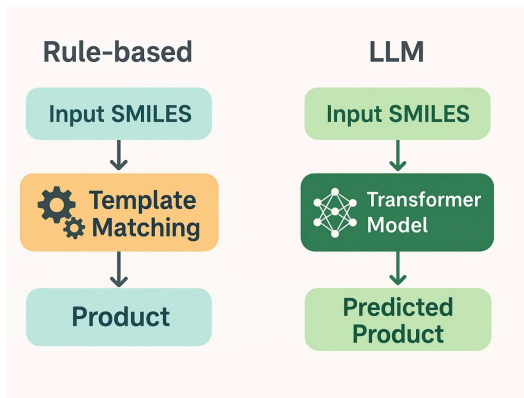 Rule-based
Input SMILES
Template
Matching
Product
LLM
Input SMILES
Transformer
Model
Predicted
Product